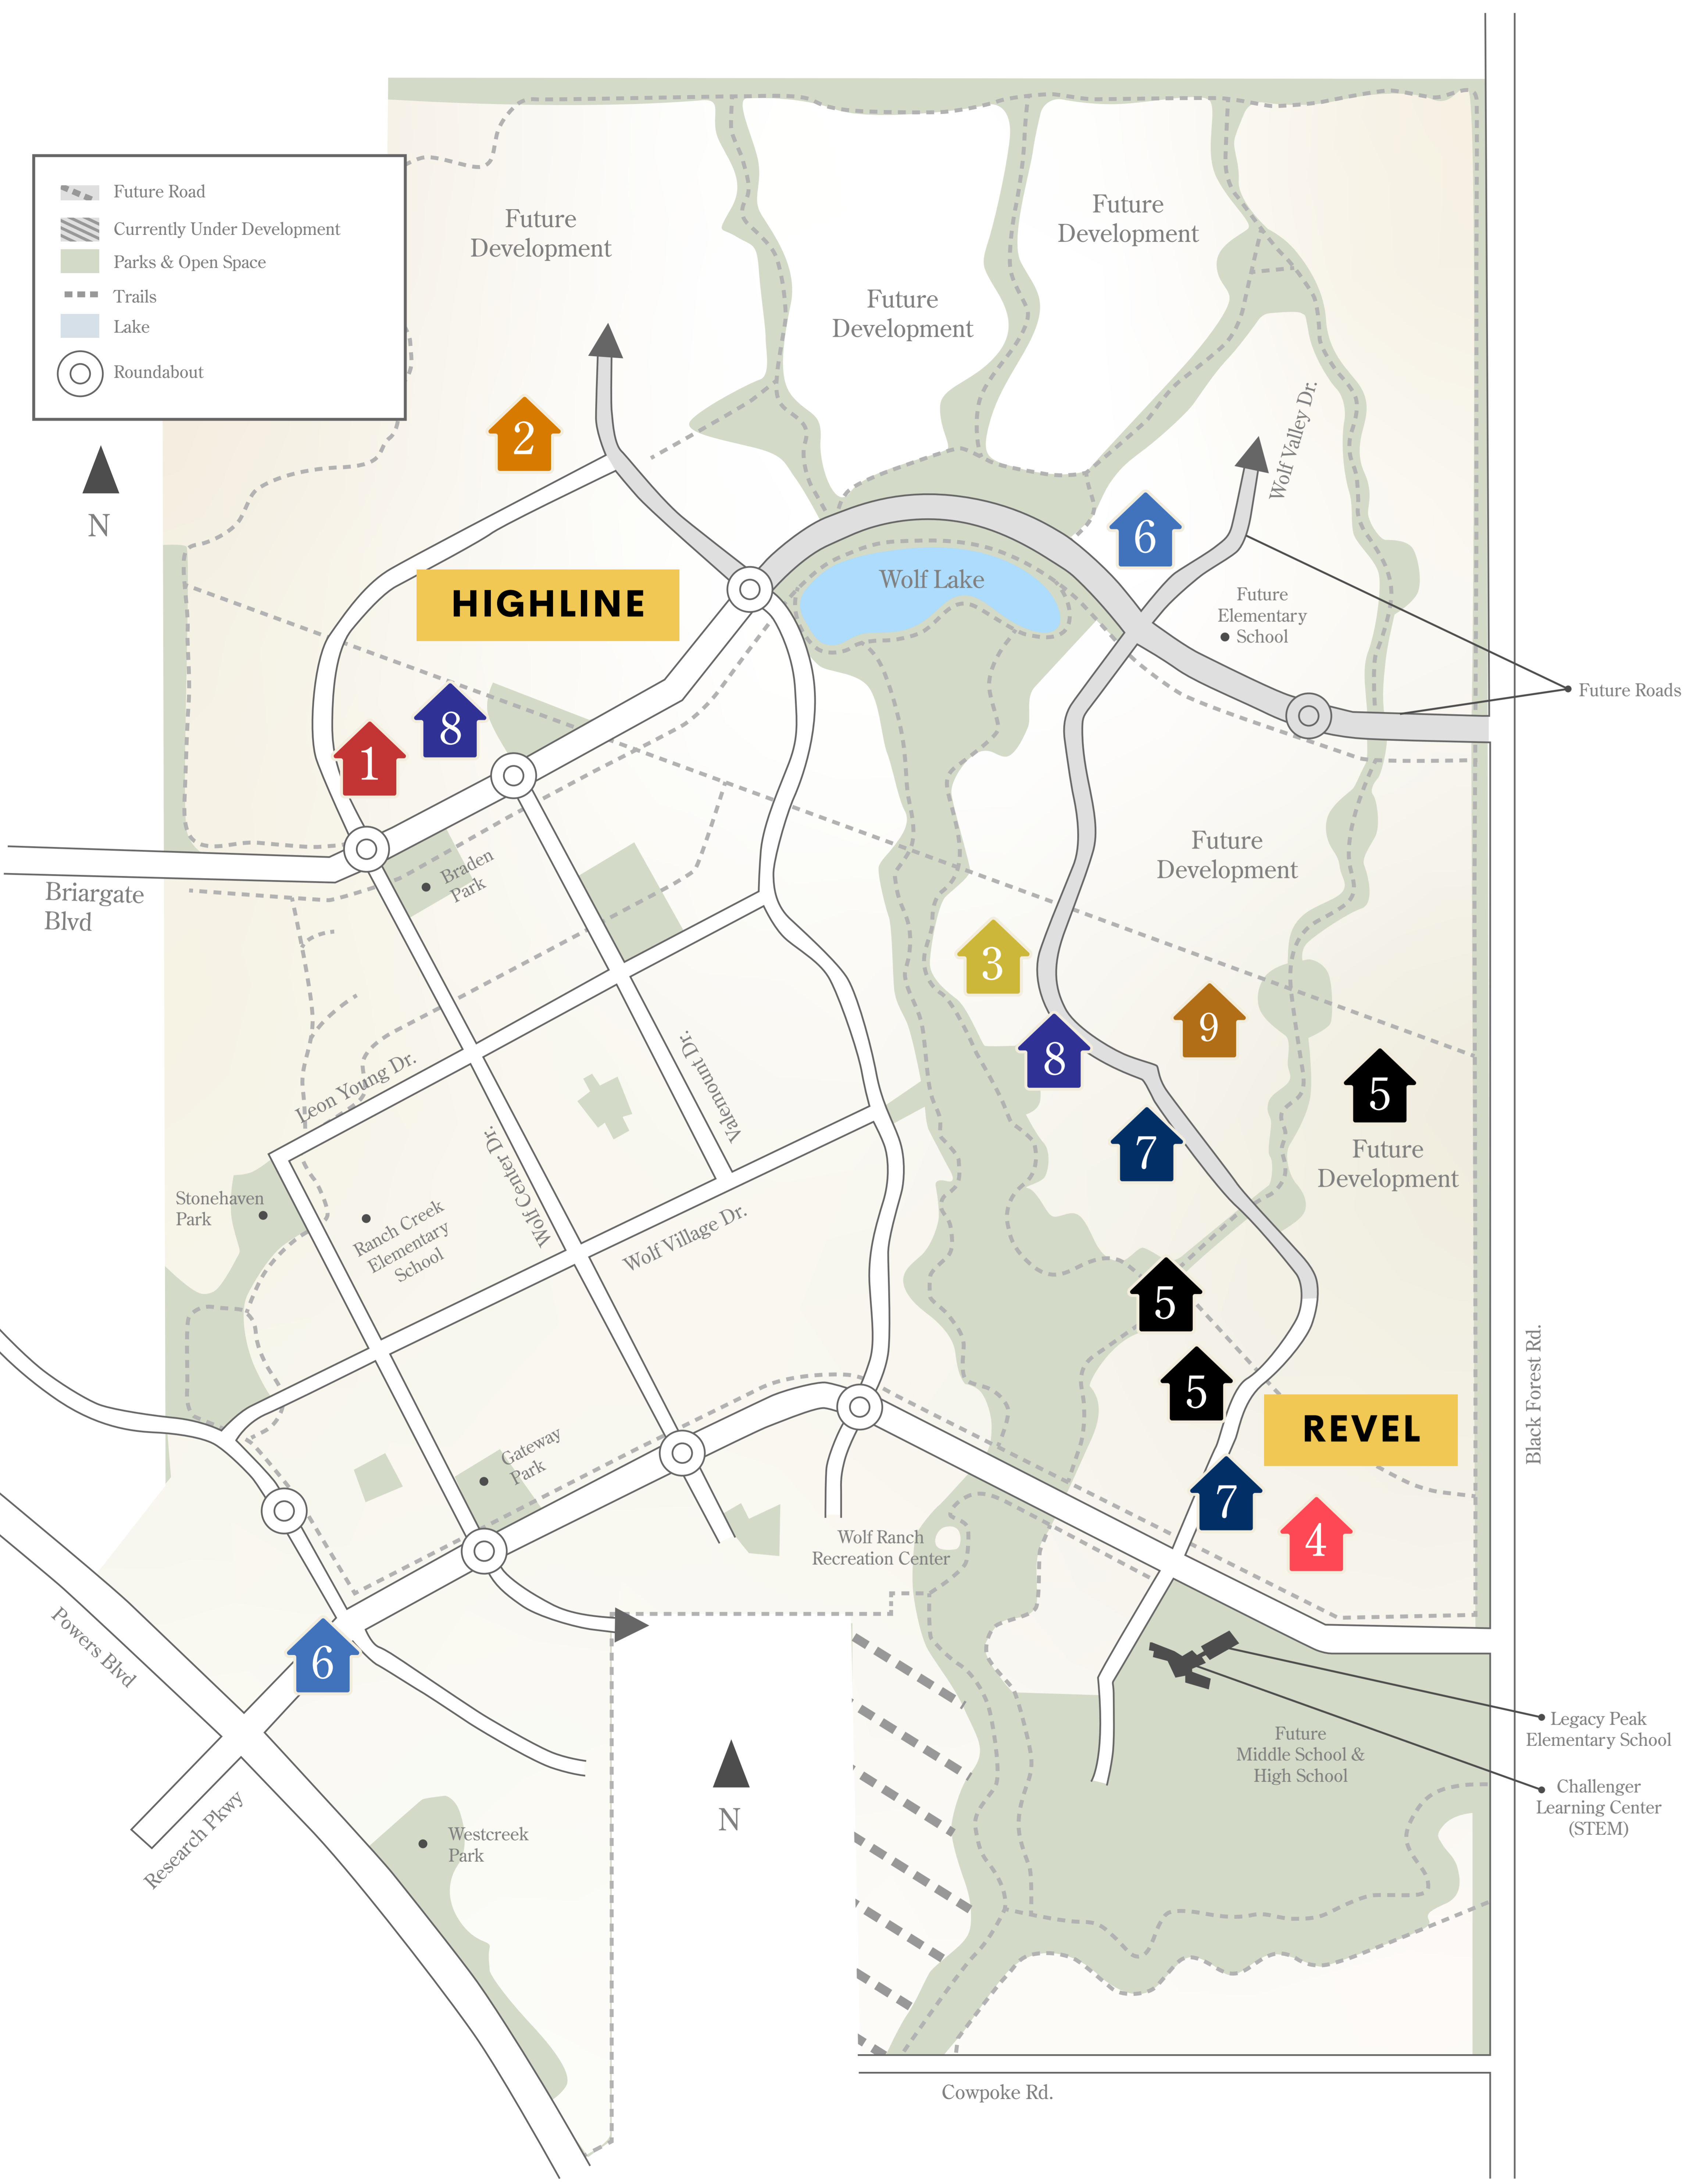 Future Road
Currently Under Development
Parks & Open Space
Trails
Lake
Roundabout
N
Future
Development
Future
Development
Future
Development
2
Wolf Valley Dr.
6
HIGHLINE
Wolf Lake
Future
Elementary
School
Future Roads
8
1
Briargate
Blvd
Braden
Park
Future
Development
3
9
8
5
Future
Development
7
Leon Young Dr.
Valemount Dr.
Wolf Center Dr.
Stonehaven
Park
Ranch Creek
Elementary
School
Wolf Village Dr.
5
5
Black Forest Rd.
REVEL
7
4
Gateway
Park
Wolf Ranch
Recreation Center
Powers Blvd
6
Research Pkwy
N
Westcreek
Park
Future
Middle School &
High School
Legacy Peak
Elementary School
Challenger
Learning Center
(STEM)
Cowpoke Rd.